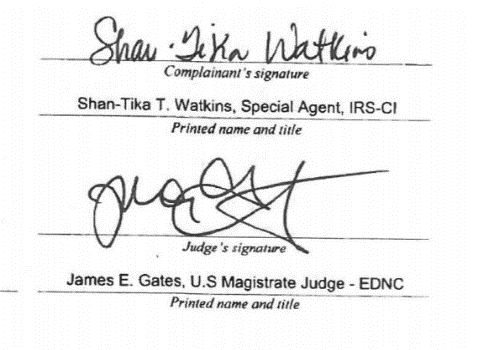 Shan-Tika Watkins
Complainant's signature
Shan-Tika T. Watkins, Special Agent, IRS-CI
Printed name and title
Judge's signature
James E. Gates, U.S Magistrate Judge - EDNC
Printed name and title